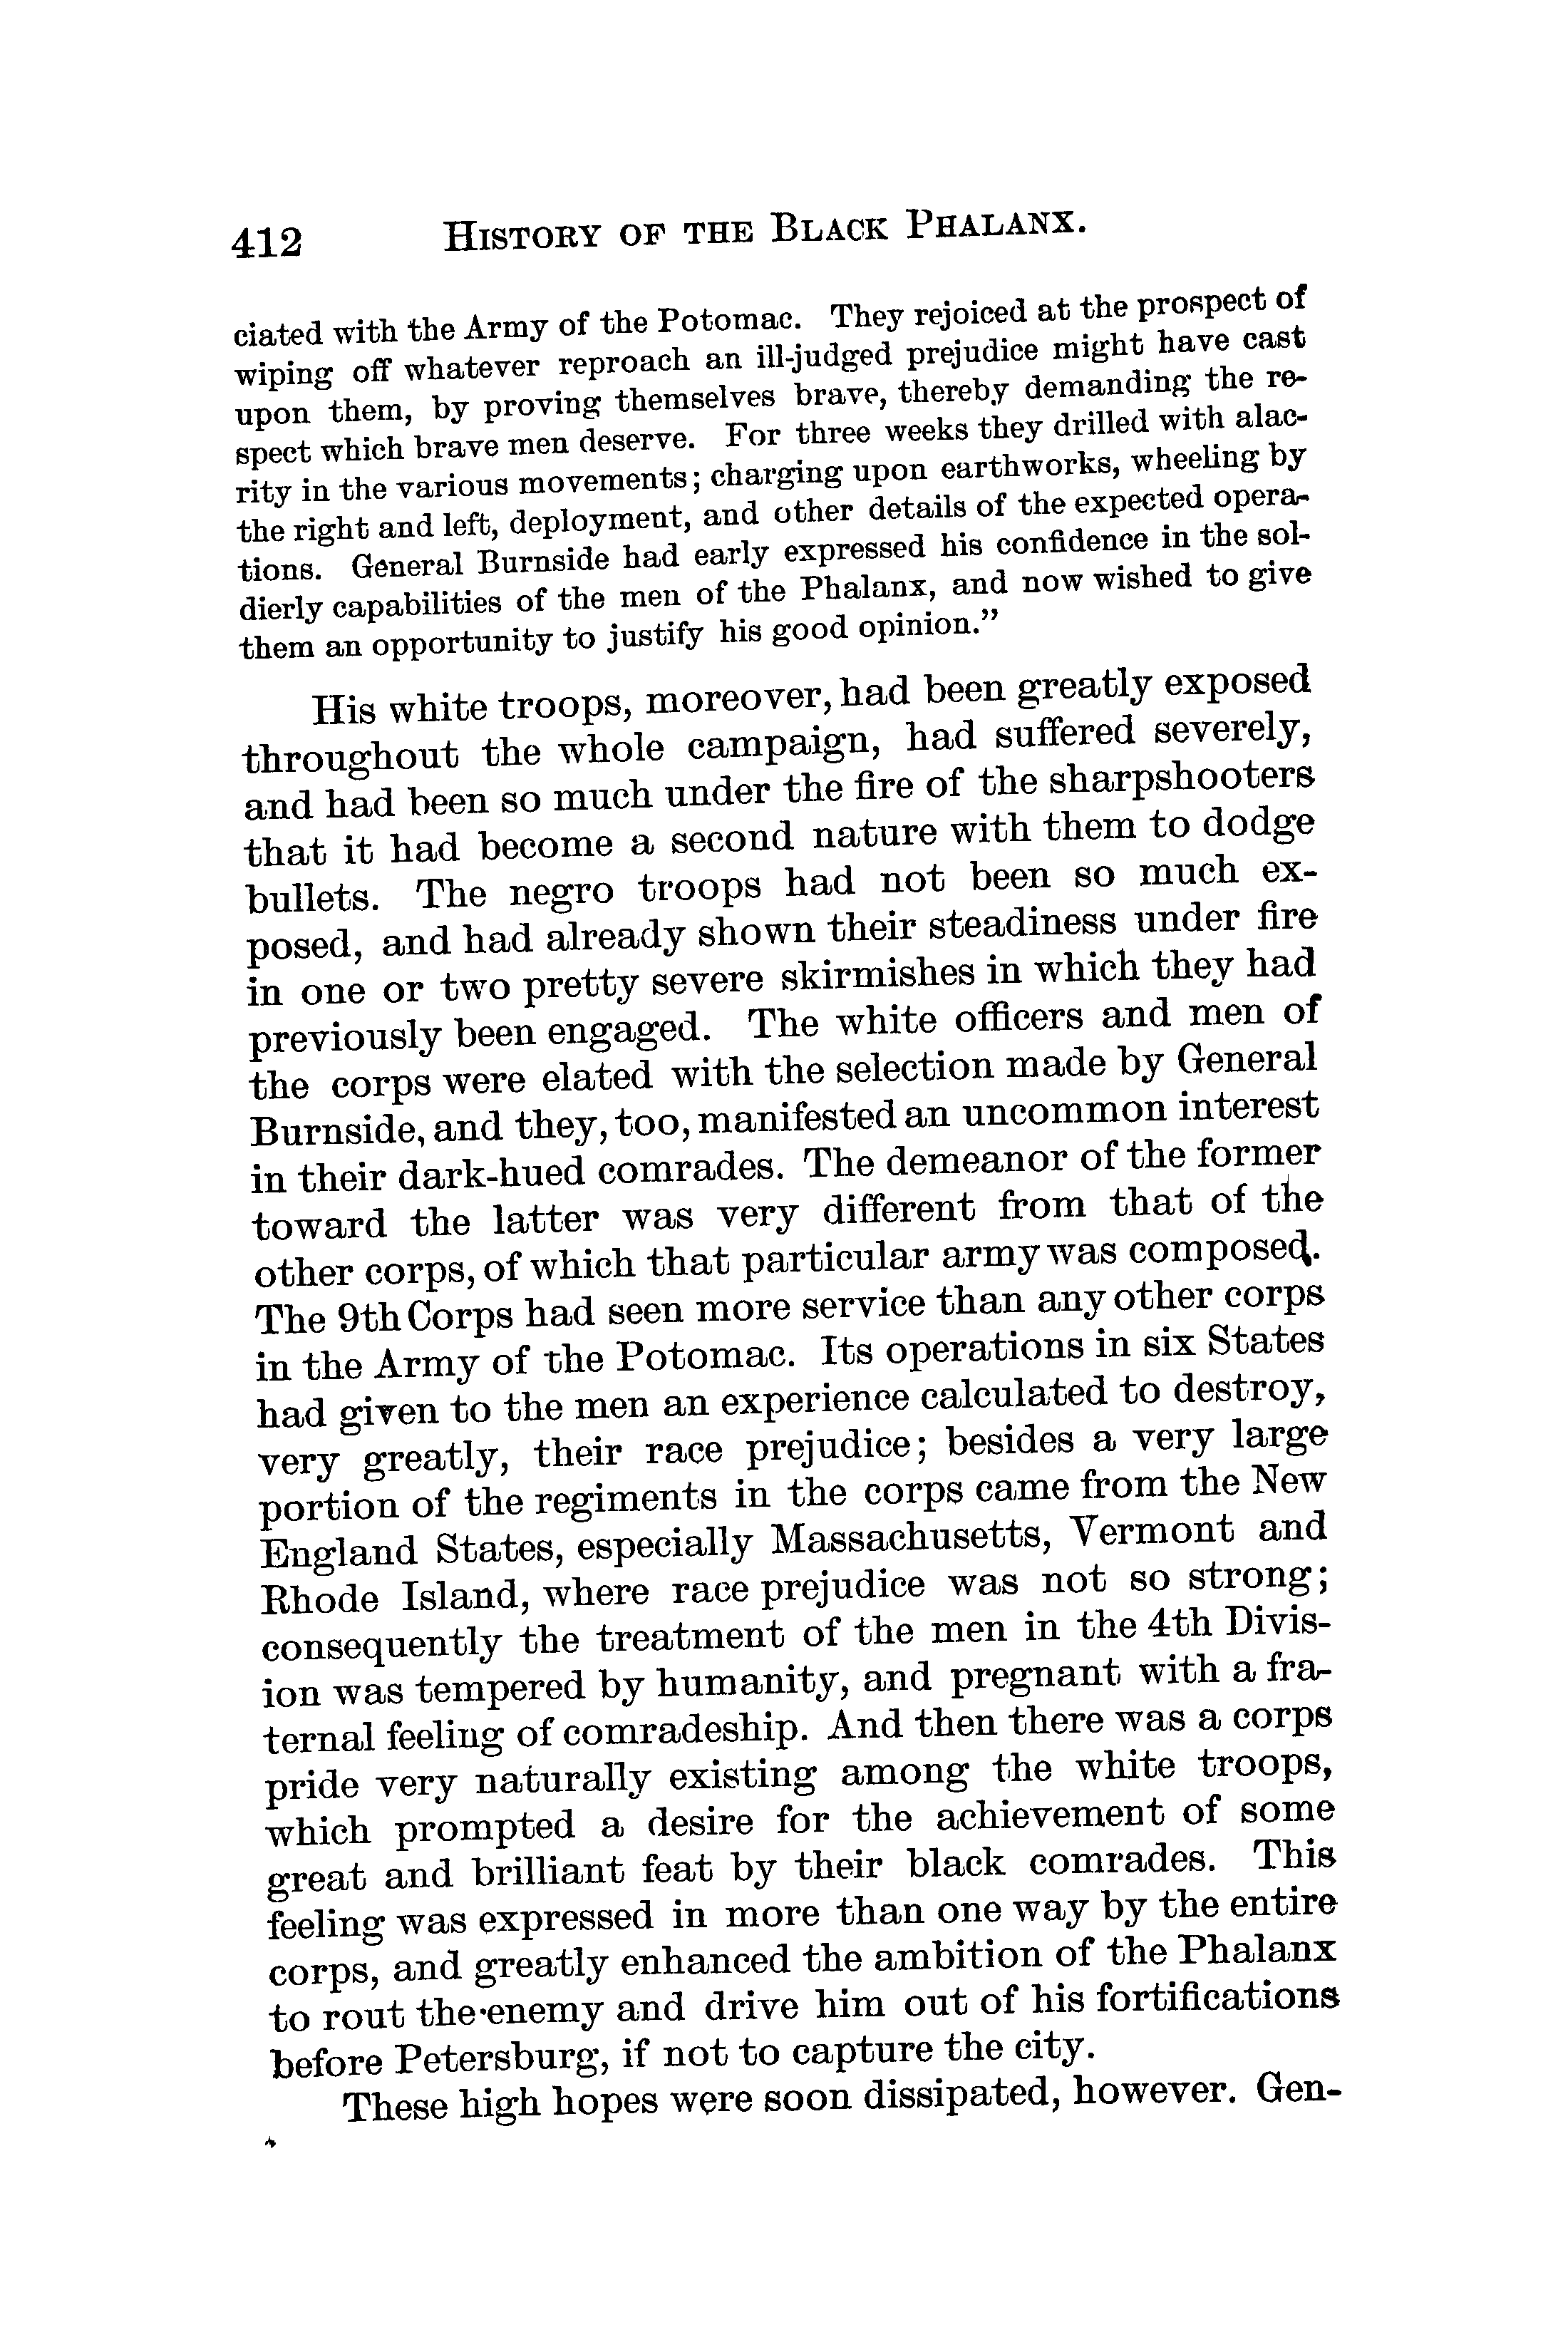 412 HISTORY OF THE BLACK PHALANX.
ciated with the Army of the Potomac. They rejoiced at the prospect of
wiping off whatever reproach an ill-judged prejudice might have cast
upon them, by proving themselves brave, thereby demanding the re-
spect which brave men deserve. For three weeks they drilled with alac-
rity in the various movements; charging upon earthworks, wheeling by
the right and left, deployment, and other details of the expected opera-
tions. General Burnside had early expressed his confidence in the sol-
dierly capabilities of the men of the Phalanx, and now wished to give
them an opportunity to justify his good opinion.”
His white troops, moreover, had been greatly exposed
throughout the whole campaign, had suffered severely,
and had been so much under the fire of the sharpshooters
that it had become a second nature with them to dodge
bullets. The negro troops had not been so much ex-
posed, and had already shown their steadiness under fire
in one or two pretty severe skirmishes in which they had
previously been engaged. The white officers and men of
the corps were elated with the selection made by General
Burnside, and they, too, manifested an uncommon interest
in their dark-hued comrades. The demeanor of the former
toward the latter was very different from that of the
other corps, of which that particular army was composed.
The 9th Corps had seen more service than any other corps
in the Army of the Potomac. Its operations in six States
had given to the men an experience calculated to destroy,
very greatly, their race prejudice; besides a very large
portion of the regiments in the corps came from the New
England States, especially Massachusetts, Vermont and
Rhode Island, where race prejudice was not so strong;
consequently the treatment of the men in the 4th Divis-
ion was tempered by humanity, and pregnant with a fra-
ternal feeling of comradeship. And then there was a corps
pride very naturally existing among the white troops,
which prompted a desire for the achievement of some
great and brilliant feat by their black comrades. This
feeling was expressed in more than one way by the entire
corps, and greatly enhanced the ambition of the Phalanx
to rout the enemy and drive him out of his fortifications
before Petersburg, if not to capture the city.
These high hopes were soon dissipated, however. Gen-